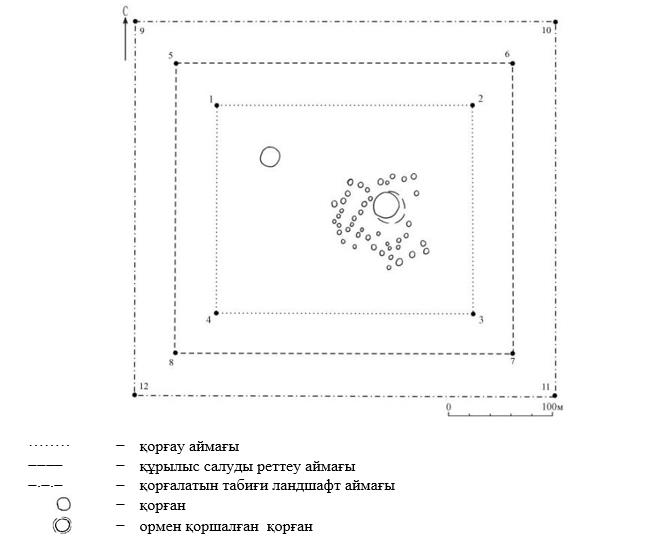 С
9
10
5
6
1
2
4
3
8
7
12
11
0
100м
– қорғау аймағы
– құрылыс салуды реттеу аймағы
– қорғалатын табиғи ландшафт аймағы
– қорған
– ормен қоршалған қорған